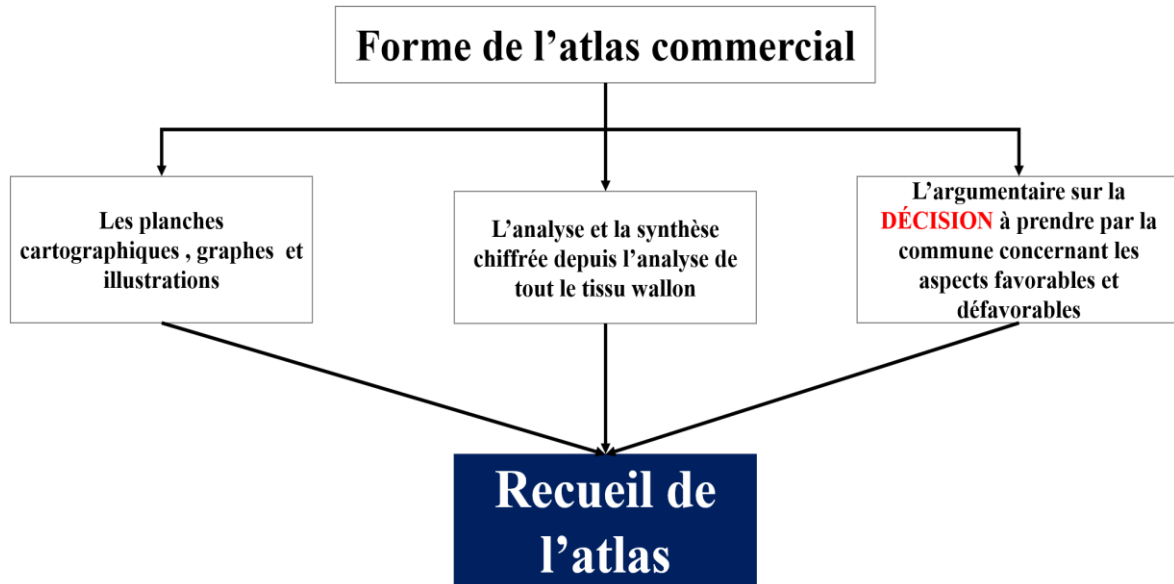 Forme de l’atlas commercial
Les planches
cartographiques , graphes et
illustrations
L’analyse et la synthèse
chiffrée depuis l’analyse de
tout le tissu wallon
L’argumentaire sur la
DÉCISION à prendre par la
commune concernant les
aspects favorables et
défavorables
Recueil de
l’atlas